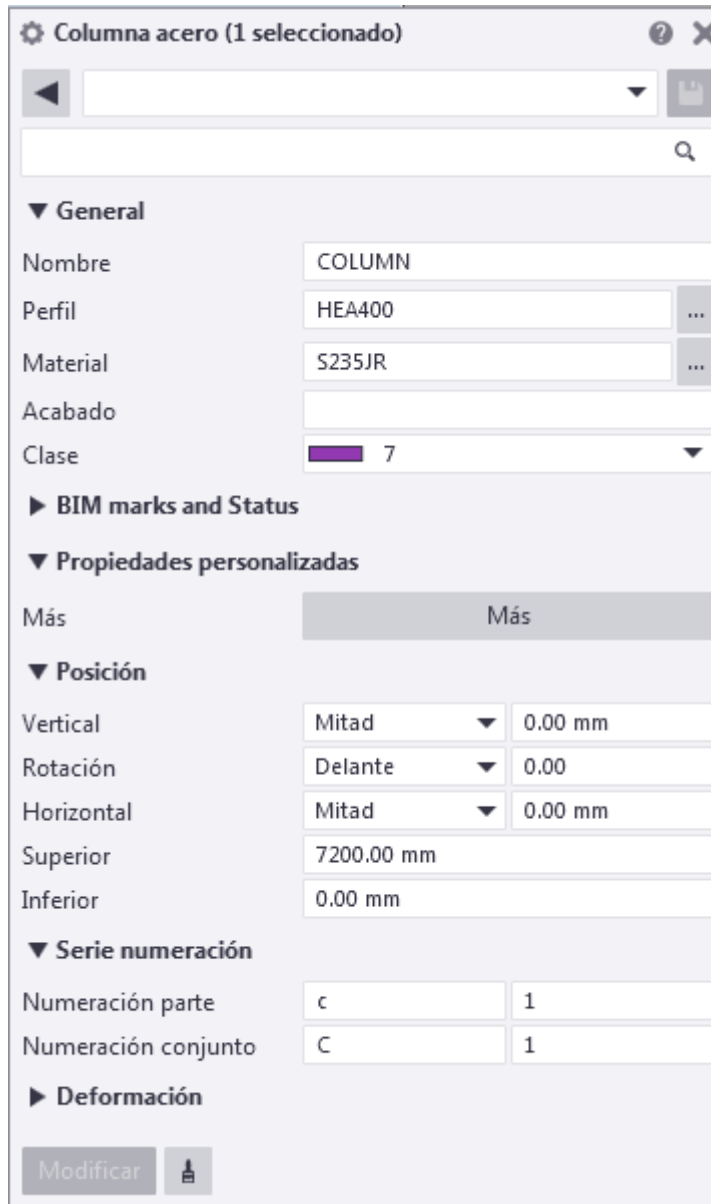 Columna acero (1 seleccionado)
General
Nombre COLUMN
Perfil HEA400 ...
Material S235JR ...
Acabado
Clase 7
BIM marks and Status
Propiedades personalizadas
Más Más
Posición
Vertical Mitad 0.00 mm
Rotación Delante 0.00
Horizontal Mitad 0.00 mm
Superior 7200.00 mm
Inferior 0.00 mm
Serie numeración
Numeración parte c 1
Numeración conjunto C 1
Deformación
Modificar